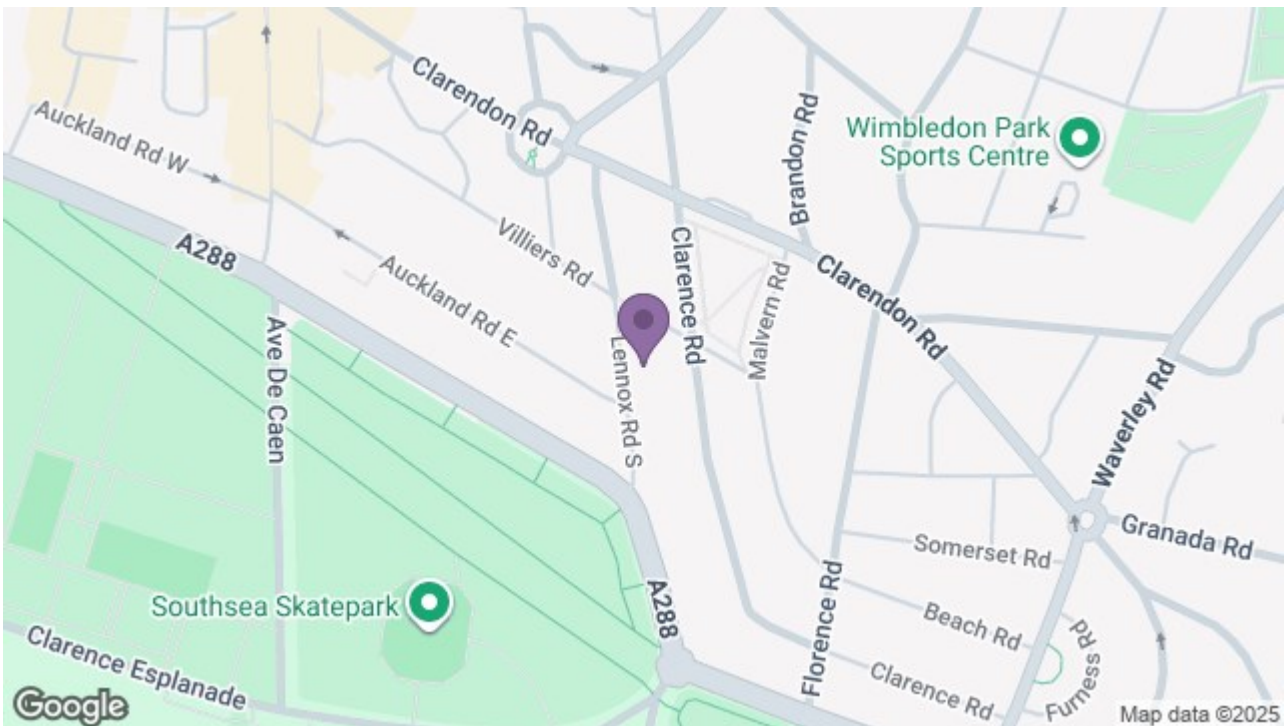 Clarendon Rd
Auckland Rd W
Brandon Rd
Wimbledon Park
Sports Centre
A288
Villiers Rd
Auckland Rd E
Clarence Rd
Malvern Rd
Clarendon Rd
Ave De Caen
Lennox Rd S
Waverley Rd
Granada Rd
Somerset Rd
Southsea Skatepark
A288
Florence Rd
Beach Rd
Furness Rd
Clarence Esplanade
Clarence Rd
Google
Map data ©2025